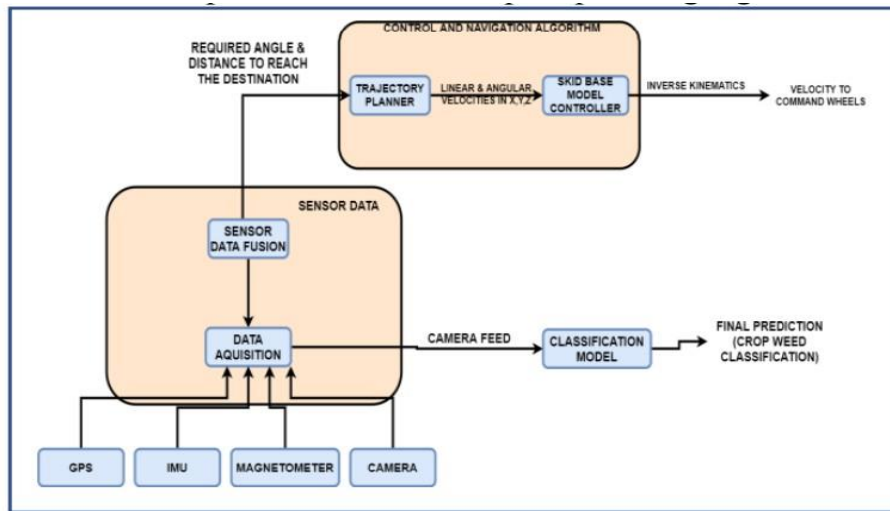 CONTROL AND NAVIGATION ALGORITHM
REQUIRED ANGLE &
DISTANCE TO REACH
THE DESTINATION
TRAJECTORY
PLANNER
LINEAR & ANGULAR
VELOCITIES IN X,Y,Z
SKID BASE
MODEL
CONTROLLER
INVERSE KINEMATICS
VELOCITY TO
COMMAND WHEELS
SENSOR DATA
SENSOR
DATA FUSION
DATA
AQUISITION
CAMERA FEED
CLASSIFICATION
MODEL
FINAL PREDICTION
(CROP WEED
CLASSIFICATION)
GPS
IMU
MAGNETOMETER
CAMERA